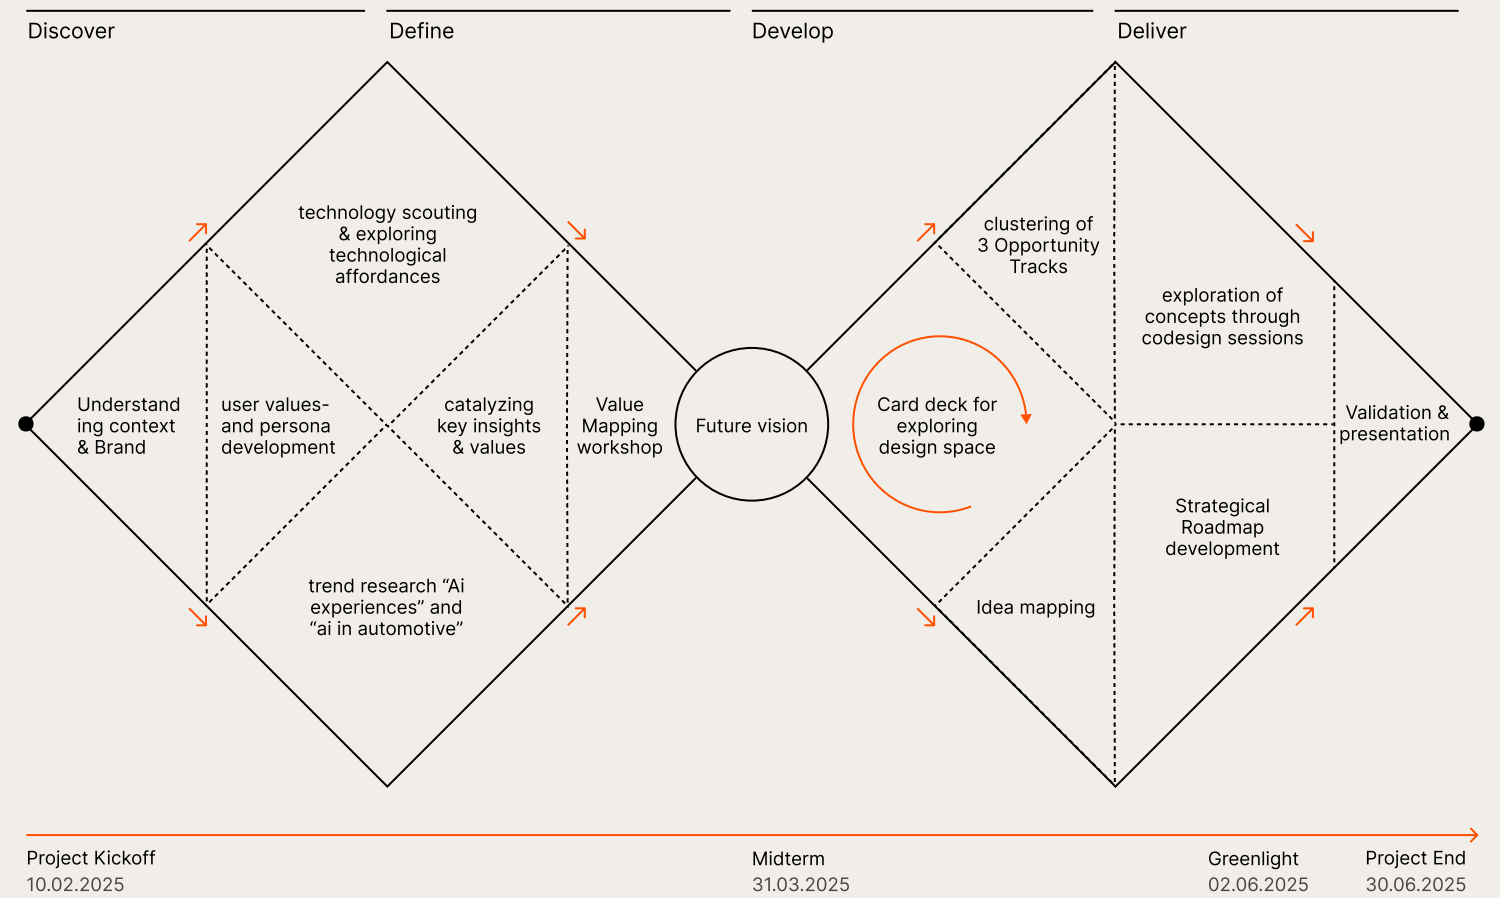 Discover
Define
Develop
Deliver
technology scouting
& exploring
technological
affordances
clustering of
3 Opportunity
Tracks
exploration of
concepts through
codesign sessions
Understand
ing context
& Brand
user values-
and persona
development
catalyzing
key insights
& values
Value
Mapping
workshop
Future vision
Card deck for
exploring
design space
Validation &
presentation
Strategical
Roadmap
development
trend research “Ai
experiences” and
“ai in automotive”
Idea mapping
Project Kickoff
10.02.2025
Midterm
31.03.2025
Greenlight
02.06.2025
Project End
30.06.2025